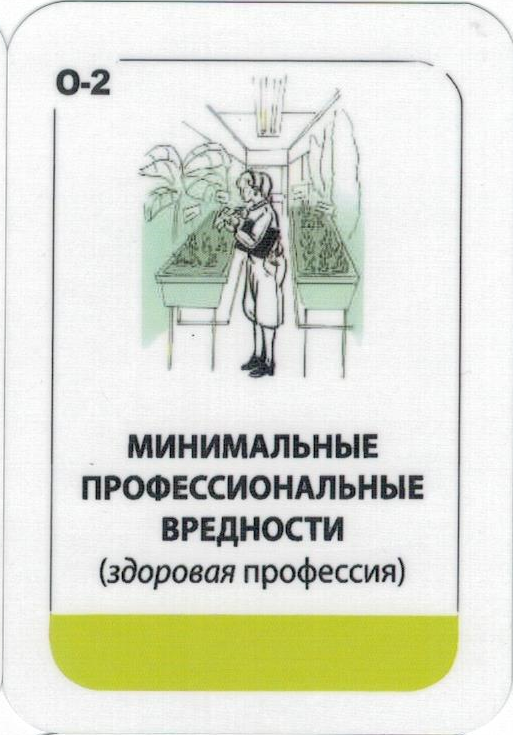 О-2
МИНИМАЛЬНЫЕ
ПРОФЕССИОНАЛЬНЫЕ
ВРЕДНОСТИ
(здоровая профессия)